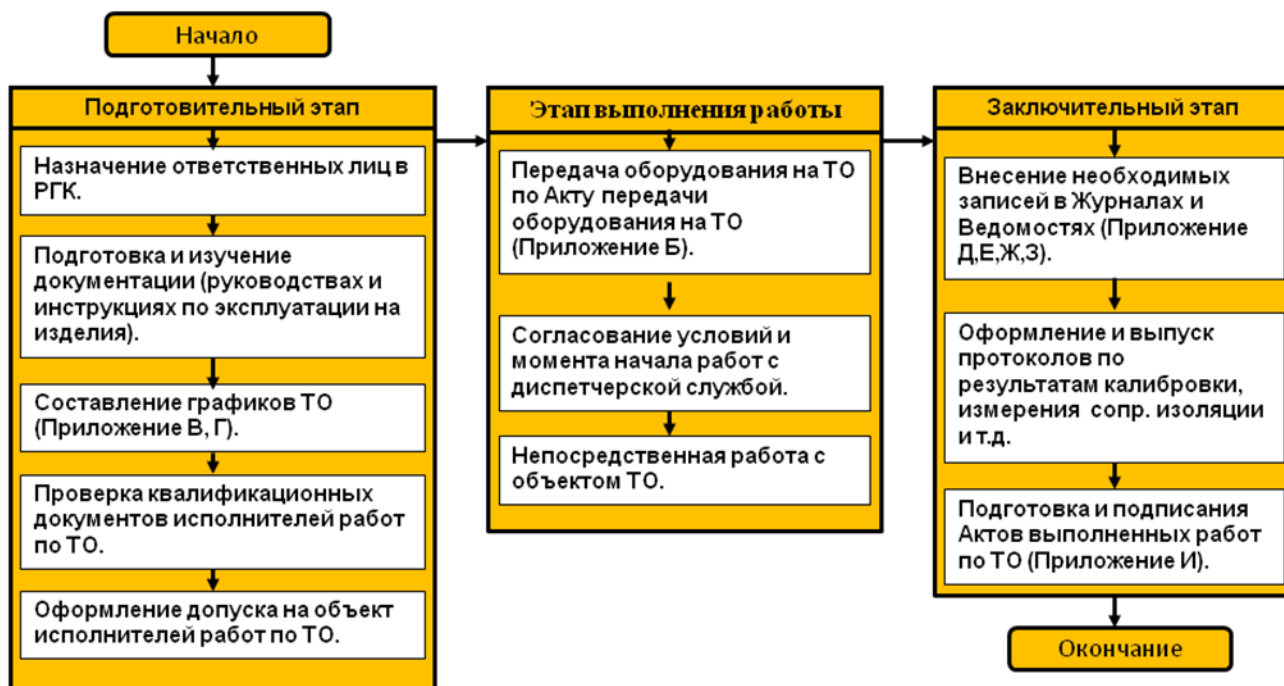 Начало
Подготовительный этап
Назначение ответственных лиц в
РГК.
Подготовка и изучение
документации (руководствах и
инструкциях по эксплуатации на
изделия).
Составление графиков ТО
(Приложение В, Г).
Проверка квалификационных
документов исполнителей работ
по ТО.
Оформление допуска на объект
исполнителей работ по ТО.
Этап выполнения работы
Передача оборудования на ТО
по Акту передачи
оборудования на ТО
(Приложение Б).
Согласование условий и
момента начала работ с
диспетчерской службой.
Непосредственная работа с
объектом ТО.
Заключительный этап
Внесение необходимых
записей в Журналах и
Ведомостях (Приложение
Д,Е,Ж,З).
Оформление и выпуск
протоколов по
результатам калибровки,
измерения сопр. изоляции
и т.д.
Подготовка и подписания
Актов выполненных работ
по ТО (Приложение И).
Окончание